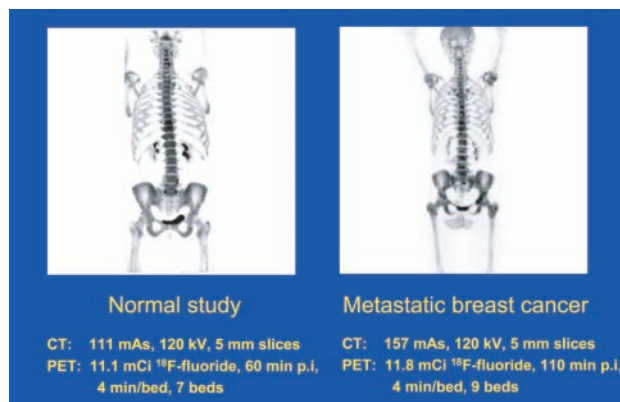 Normal study
CT: 111 mAs, 120 kV, 5 mm slices
PET: 11.1 mCi ¹⁸F-fluoride, 60 min p.i,
4 min/bed, 7 beds
Metastatic breast cancer
CT: 157 mAs, 120 kV, 5 mm slices
PET: 11.8 mCi ¹⁸F-fluoride, 110 min p.i,
4 min/bed, 9 beds